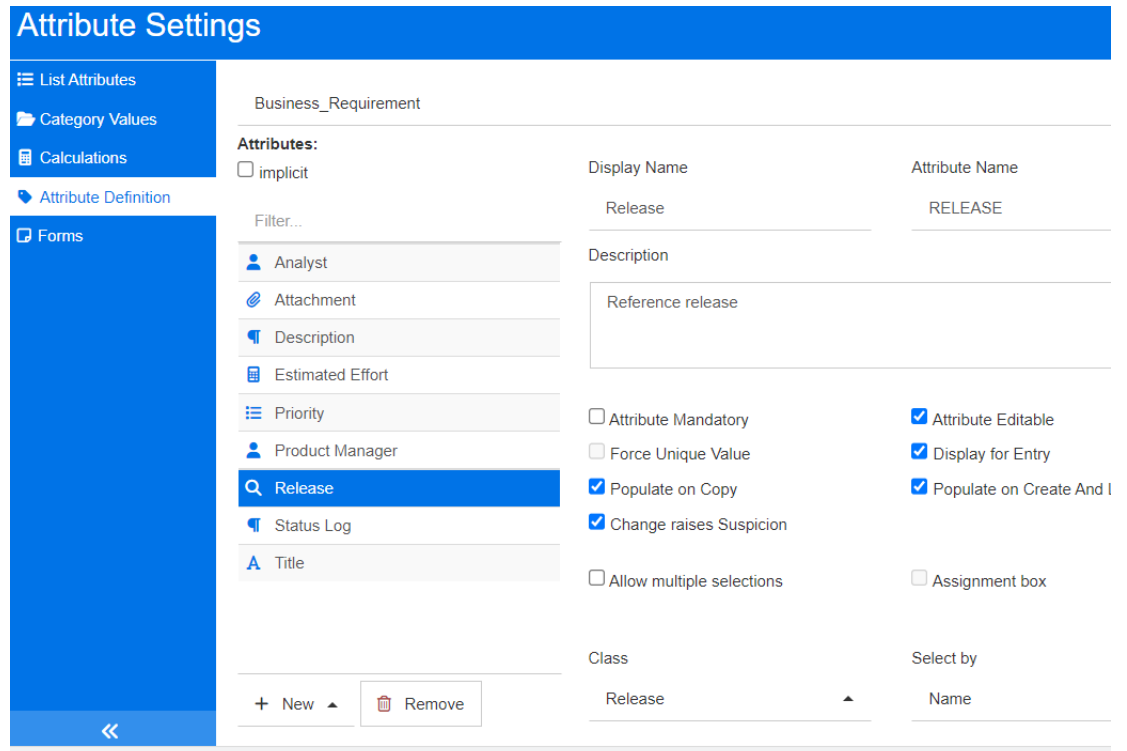 Attribute Settings
List Attributes
Category Values
Calculations
Attribute Definition
Forms
Business_Requirement
Attributes:
implicit
Filter...
Analyst
Attachment
Description
Estimated Effort
Priority
Product Manager
Release
Status Log
Title
New
Remove
Display Name
Attribute Name
Release
RELEASE
Description
Reference release
Attribute Mandatory
Attribute Editable
Force Unique Value
Display for Entry
Populate on Copy
Populate on Create And
Change raises Suspicion
Allow multiple selections
Assignment box
Class
Select by
Release
Name